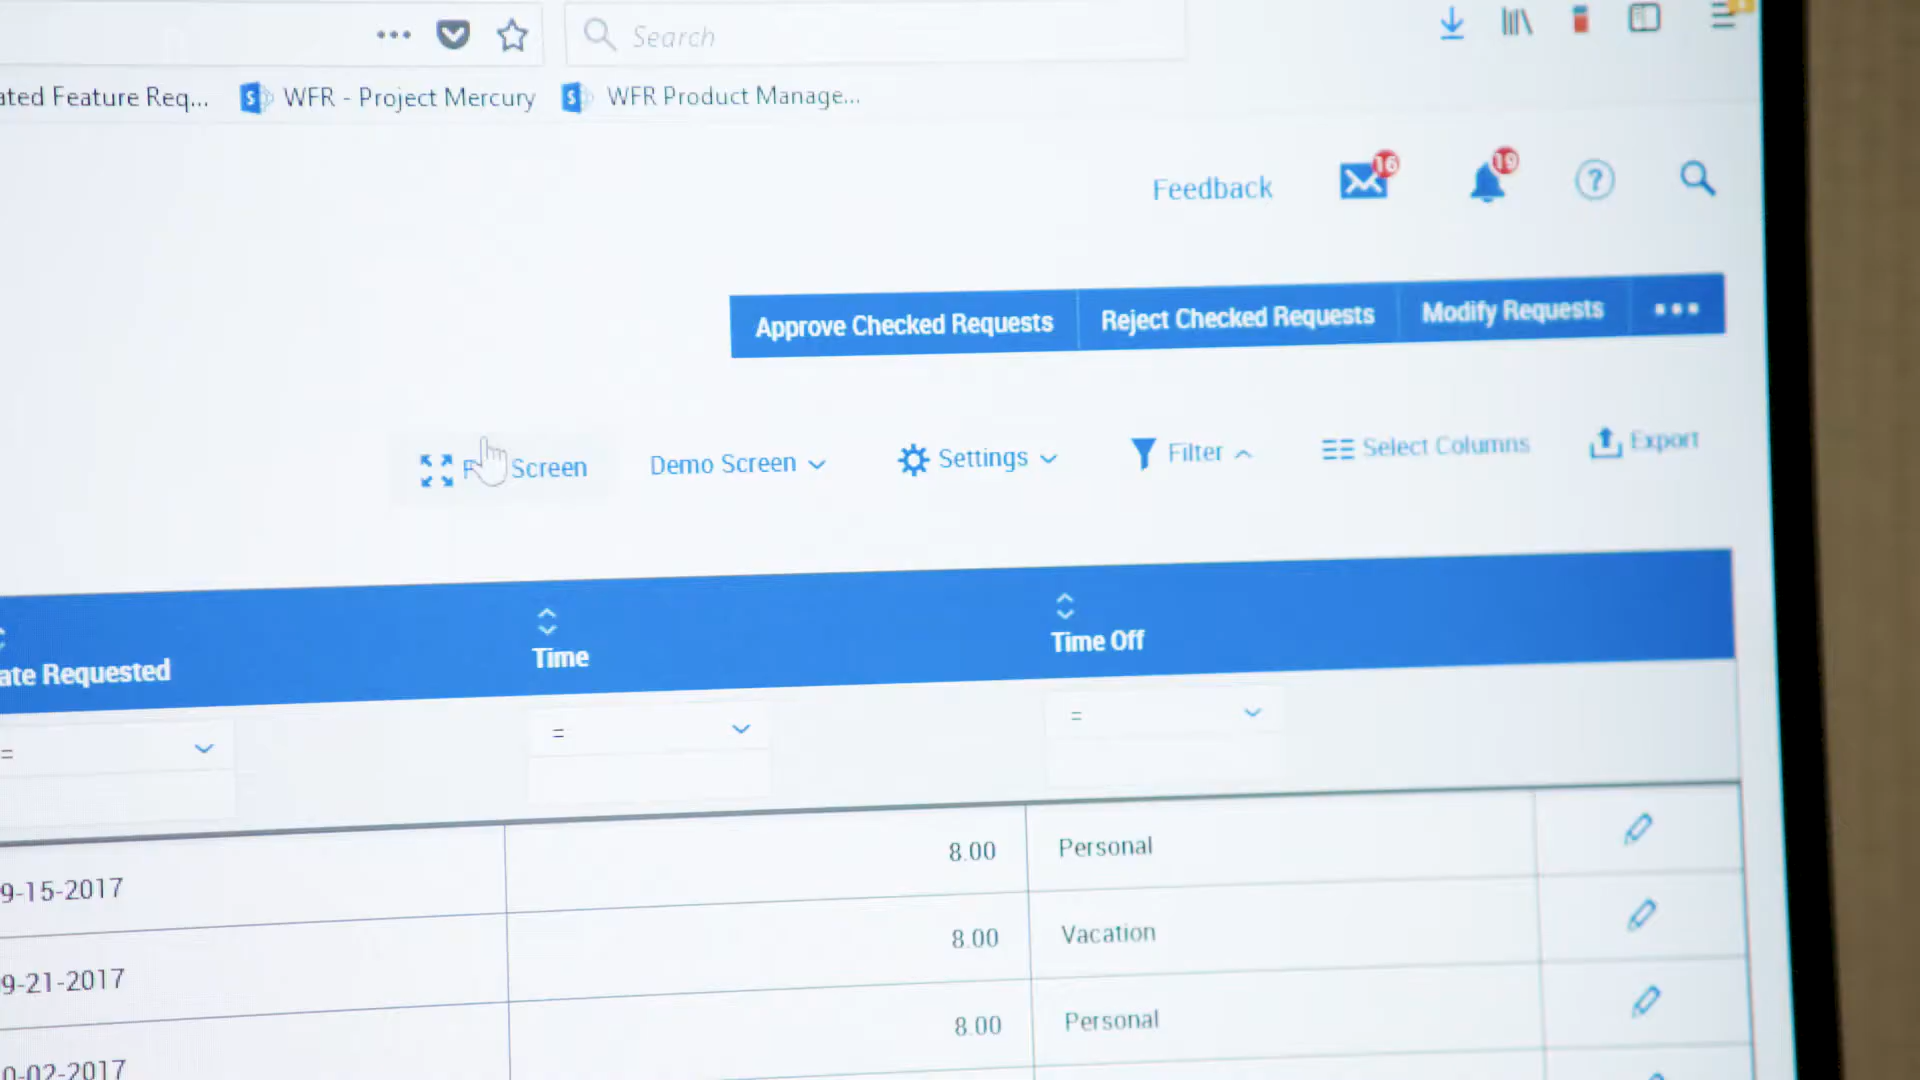 Search
ated Feature Req... WFR - Project Mercury WFR Product Manage...
Feedback 16 19 ?
Approve Checked Requests Reject Checked Requests Modify Requests
Screen Demo Screen Settings Filter Select Columns Export
ate Requested Time Time Off
= = =
9-15-2017 8.00 Personal
9-21-2017 8.00 Vacation
0-02-2017 8.00 Personal